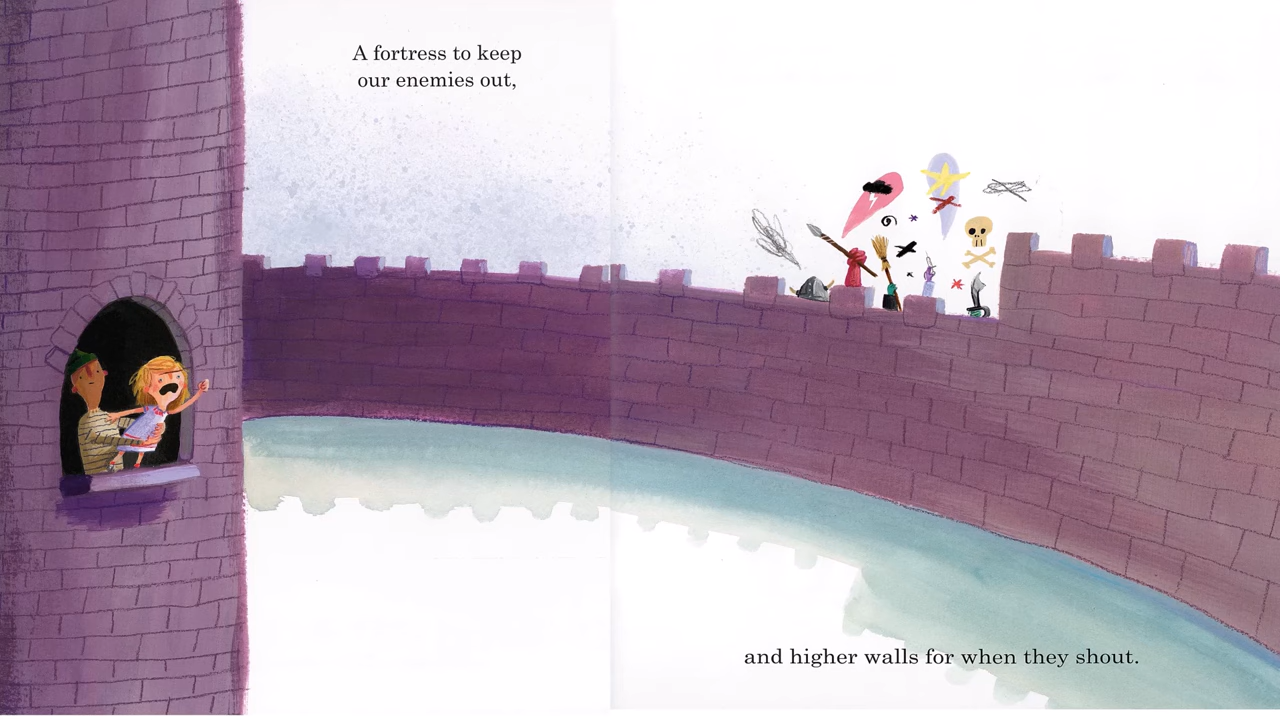 A fortress to keep
our enemies out,
and higher walls for when they shout.